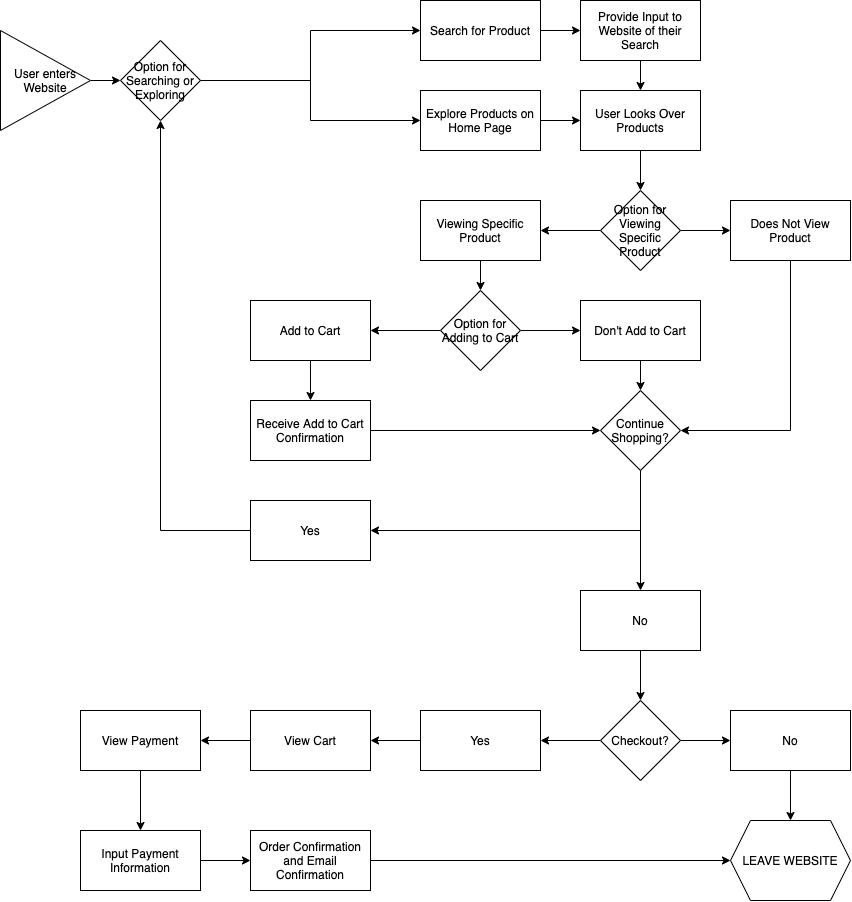 Search for Product
Provide Input to
Website of their
Search
User enters
Website
Option for
Searching or
Exploring
Explore Products on
Home Page
User Looks Over
Products
Viewing Specific
Product
Option for
Viewing
Specific
Product
Does Not View
Product
Add to Cart
Option for
Adding to Cart
Don't Add to Cart
Receive Add to Cart
Confirmation
Continue
Shopping?
Yes
No
View Payment
View Cart
Yes
Checkout?
No
Input Payment
Information
Order Confirmation
and Email
Confirmation
LEAVE WEBSITE